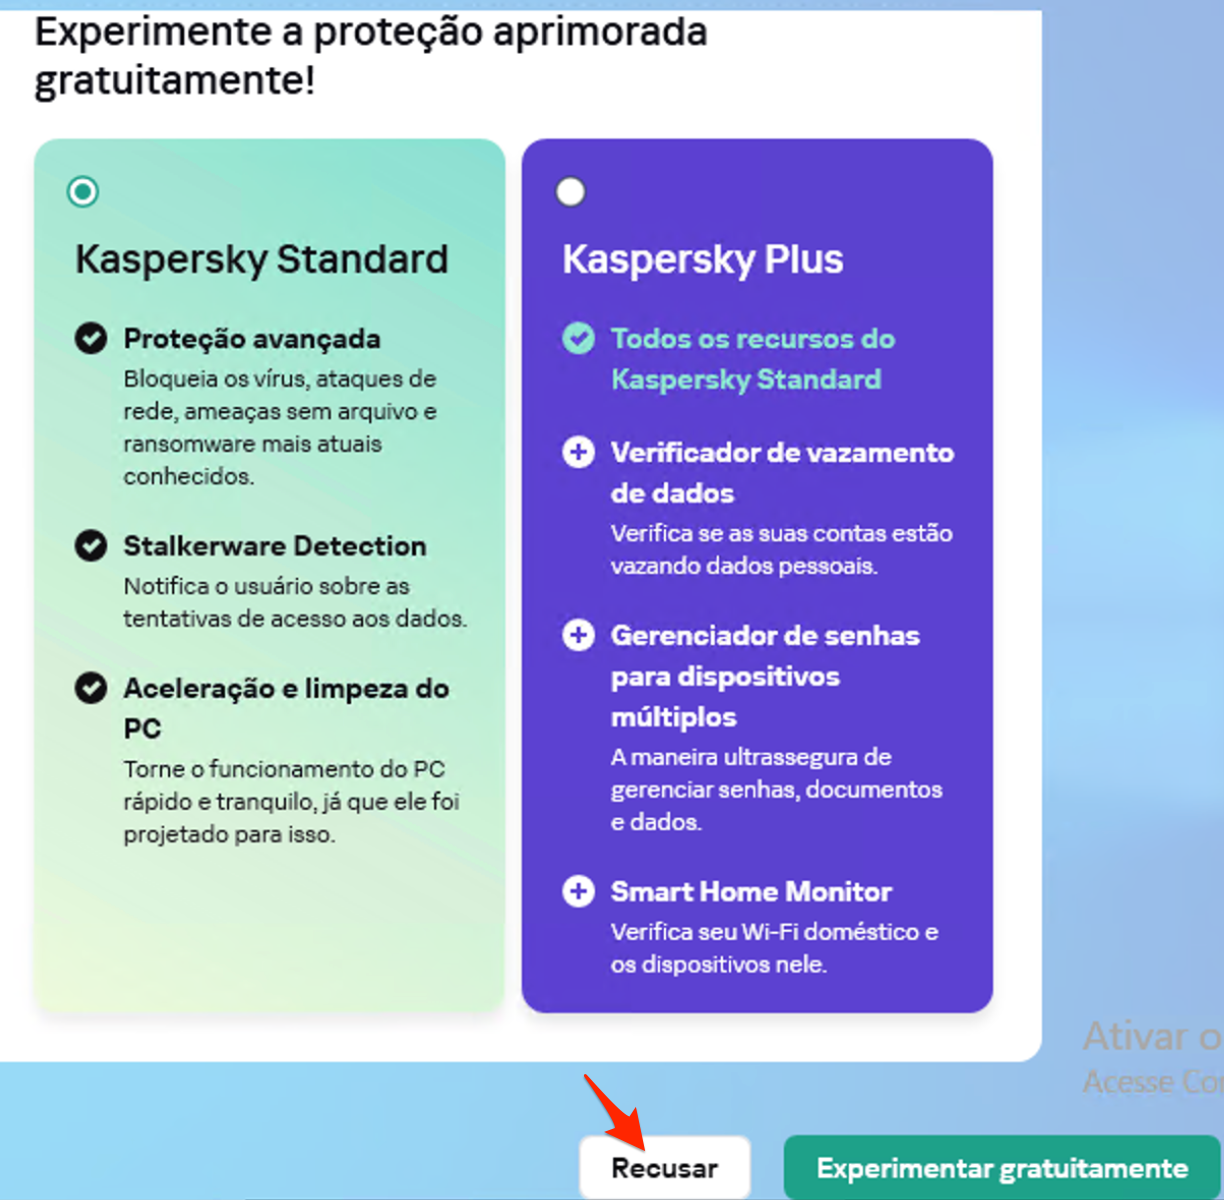 Experimente a proteção aprimorada
gratuitamente!
Kaspersky Standard
Proteção avançada
Bloqueia os vírus, ataques de
rede, ameaças sem arquivo e
ransomware mais atuais
conhecidos.
Stalkerware Detection
Notifica o usuário sobre as
tentativas de acesso aos dados.
Aceleração e limpeza do
PC
Torne o funcionamento do PC
rápido e tranquilo, já que ele foi
projetado para isso.
Kaspersky Plus
Todos os recursos do
Kaspersky Standard
Verificador de vazamento
de dados
Verifica se as suas contas estão
vazando dados pessoais.
Gerenciador de senhas
para dispositivos
múltiplos
A maneira ultrassegura de
gerenciar senhas, documentos
e dados.
Smart Home Monitor
Verifica seu Wi-Fi doméstico e
os dispositivos nele.
Ativar o
Acesse
Recusar
Experimentar gratuitamente